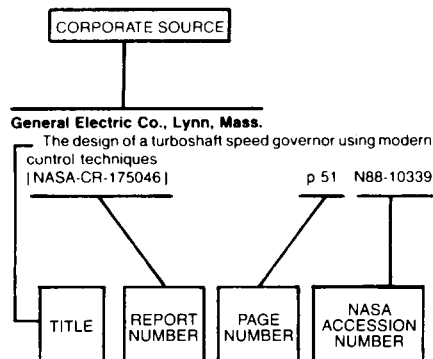 CORPORATE SOURCE
General Electric Co., Lynn, Mass.
The design of a turboshaft speed governor using modern
control techniques
[NASA-CR-175046] p 51 N88-10339
TITLE
REPORT
NUMBER
PAGE
NUMBER
NASA
ACCESSION
NUMBER